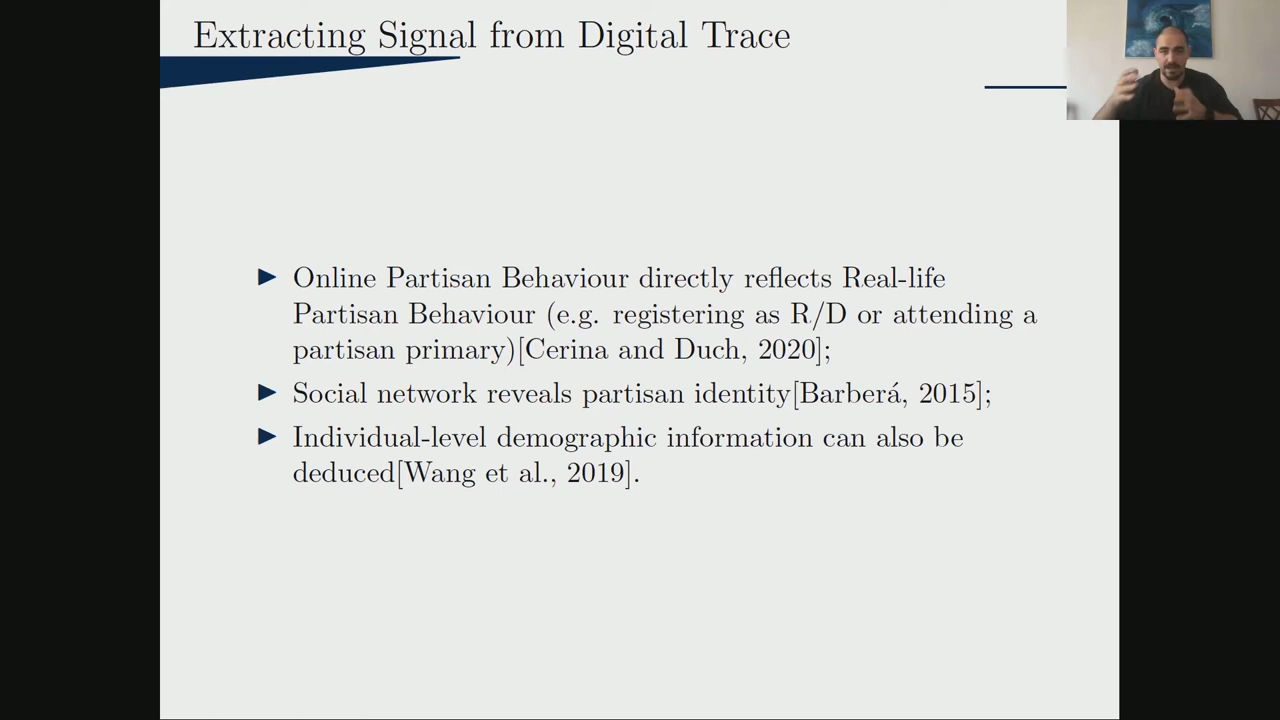 Extracting Signal from Digital Trace
Online Partisan Behaviour directly reflects Real-life
Partisan Behaviour (e.g. registering as R/D or attending a
partisan primary)[Cerina and Duch, 2020];
Social network reveals partisan identity[Barberá, 2015];
Individual-level demographic information can also be
deduced[Wang et al., 2019].